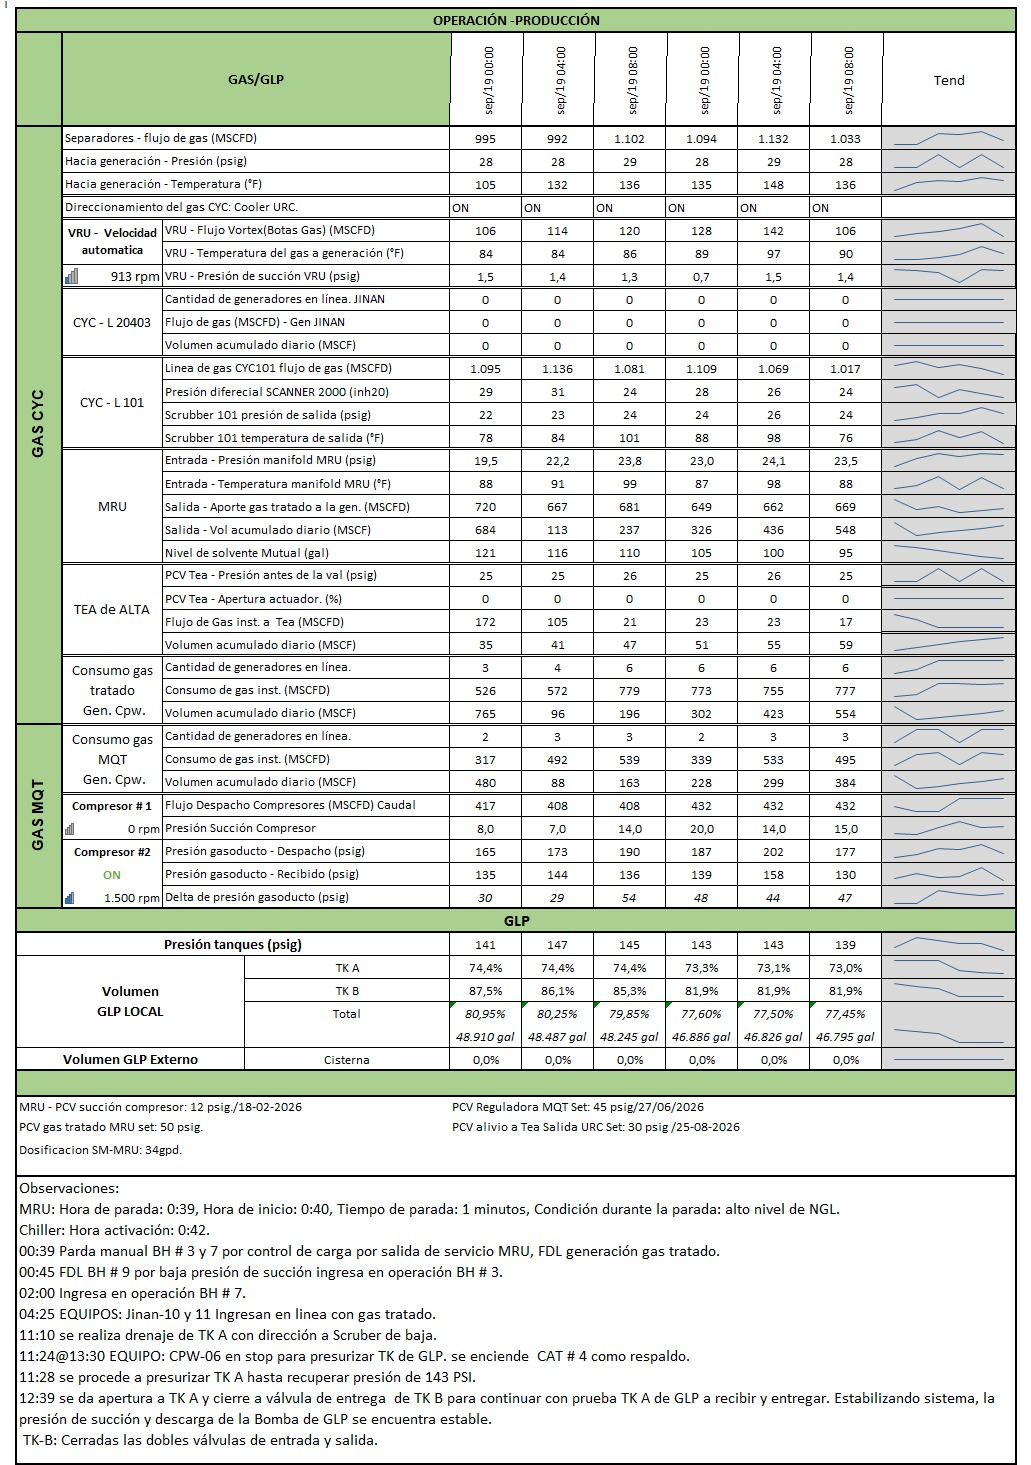 OPERACIÓN -PRODUCCIÓN
GAS/GLP sep/19 00:00 sep/19 04:00 sep/19 08:00 sep/19 00:00 sep/19 04:00 sep/19 08:00 Tend
GAS CYC
Separadores - flujo de gas (MSCFD) 995 992 1.102 1.094 1.132 1.033
Hacia generación - Presión (psig) 28 28 29 28 29 28
Hacia generación - Temperatura (°F) 105 132 136 135 148 136
Direccionamiento del gas CYC: Cooler URC. ON ON ON ON ON ON
VRU - Velocidad automatica
913 rpm
VRU - Flujo Vortex(Botas Gas) (MSCFD) 106 114 120 128 142 106
VRU - Temperatura del gas a generación (°F) 84 84 86 89 97 90
VRU - Presión de succión VRU (psig) 1,5 1,4 1,3 0,7 1,5 1,4
CYC - L 20403
Cantidad de generadores en línea. JINAN 0 0 0 0 0 0
Flujo de gas (MSCFD) - Gen JINAN 0 0 0 0 0 0
Volumen acumulado diario (MSCF) 0 0 0 0 0 0
CYC - L 101
Linea de gas CYC101 flujo de gas (MSCFD) 1.095 1.136 1.081 1.109 1.069 1.017
Presión diferecial SCANNER 2000 (inh20) 29 31 24 28 26 24
Scrubber 101 presión de salida (psig) 22 23 24 24 26 24
Scrubber 101 temperatura de salida (°F) 78 84 101 88 98 76
MRU
Entrada - Presión manifold MRU (psig) 19,5 22,2 23,8 23,0 24,1 23,5
Entrada - Temperatura manifold MRU (°F) 88 91 99 87 98 88
Salida - Aporte gas tratado a la gen. (MSCFD) 720 667 681 649 662 669
Salida - Vol acumulado diario (MSCF) 684 113 237 326 436 548
Nivel de solvente Mutual (gal) 121 116 110 105 100 95
TEA de ALTA
PCV Tea - Presión antes de la val (psig) 25 25 26 25 26 25
PCV Tea - Apertura actuador. (%) 0 0 0 0 0 0
Flujo de Gas inst. a Tea (MSCFD) 172 105 21 23 23 17
Volumen acumulado diario (MSCF) 35 41 47 51 55 59
Consumo gas
tratado
Gen. Cpw.
Cantidad de generadores en línea. 3 4 6 6 6 6
Consumo de gas inst. (MSCFD) 526 572 779 773 755 777
Volumen acumulado diario (MSCF) 765 96 196 302 423 554
GAS MQT
Consumo gas
MQT
Gen. Cpw.
Cantidad de generadores en línea. 2 3 3 2 3 3
Consumo de gas inst. (MSCFD) 317 492 539 339 533 495
Volumen acumulado diario (MSCF) 480 88 163 228 299 384
Compresor # 1
0 rpm
Flujo Despacho Compresores (MSCFD) Caudal 417 408 408 432 432 432
Presión Succión Compresor 8,0 7,0 14,0 20,0 14,0 15,0
Compresor #2
ON
1.500 rpm
Presión gasoducto - Despacho (psig) 165 173 190 187 202 177
Presión gasoducto - Recibido (psig) 135 144 136 139 158 130
Delta de presión gasoducto (psig) 30 29 54 48 44 47
GLP
Presión tanques (psig) 141 147 145 143 143 139
Volumen
GLP LOCAL
TK A 74,4% 74,4% 74,4% 73,3% 73,1% 73,0%
TK B 87,5% 86,1% 85,3% 81,9% 81,9% 81,9%
Total 80,95% 80,25% 79,85% 77,60% 77,50% 77,45%
48.910 gal 48.487 gal 48.245 gal 46.886 gal 46.826 gal 46.795 gal
Volumen GLP Externo Cisterna 0,0% 0,0% 0,0% 0,0% 0,0% 0,0%
MRU - PCV succión compresor: 12 psig./18-02-2026 PCV Reguladora MQT Set: 45 psig/27/06/2026
PCV gas tratado MRU set: 50 psig. PCV alivio a Tea Salida URC Set: 30 psig /25-08-2026
Dosificacion SM-MRU: 34gpd.
Observaciones:
MRU: Hora de parada: 0:39, Hora de inicio: 0:40, Tiempo de parada: 1 minutos, Condición durante la parada: alto nivel de NGL.
Chiller: Hora activación: 0:42.
00:39 Parda manual BH # 3 y 7 por control de carga por salida de servicio MRU, FDL generación gas tratado.
00:45 FDL BH # 9 por baja presión de succión ingresa en operación BH # 3.
02:00 Ingresa en operación BH # 7.
04:25 EQUIPOS: Jinan-10 y 11 Ingresan en linea con gas tratado.
11:10 se realiza drenaje de TK A con dirección a Scruber de baja.
11:24@13:30 EQUIPO: CPW-06 en stop para presurizar TK de GLP. se enciende CAT # 4 como respaldo.
11:28 se procede a presurizar TK A hasta recuperar presión de 143 PSI.
12:39 se da apertura a TK A y cierre a válvula de entrega de TK B para continuar con prueba TK A de GLP a recibir y entregar. Estabilizando sistema, la
presión de succión y descarga de la Bomba de GLP se encuentra estable.
TK-B: Cerradas las dobles válvulas de entrada y salida.